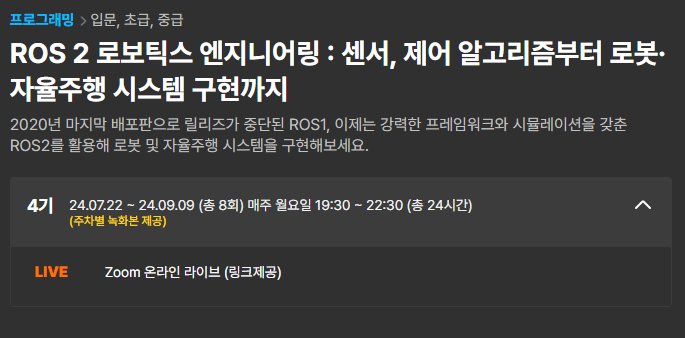 프로그래밍 > 입문, 초급, 중급
ROS 2 로보틱스 엔지니어링 : 센서, 제어 알고리즘부터 로봇·
자율주행 시스템 구현까지
2020년 마지막 배포판으로 릴리즈가 중단된 ROS1, 이제는 강력한 프레임워크와 시뮬레이션을 갖춘
ROS2를 활용해 로봇 및 자율주행 시스템을 구현해보세요.
4기 24.07.22 ~ 24.09.09 (총 8회) 매주 월요일 19:30 ~ 22:30 (총 24시간)
(주차별 녹화본 제공)
LIVE Zoom 온라인 라이브 (링크제공)